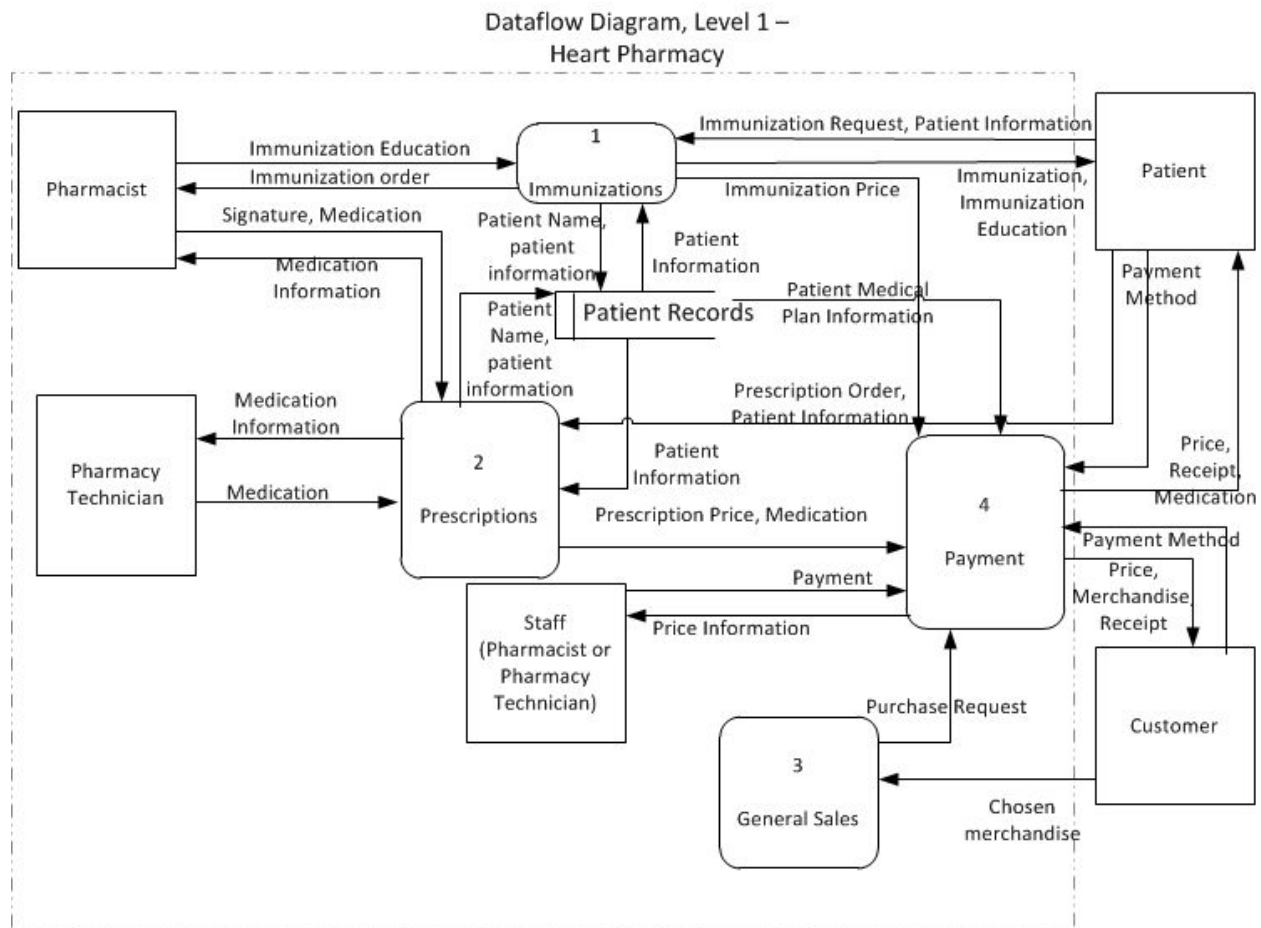 Dataflow Diagram, Level 1 –
Heart Pharmacy
Pharmacist
Immunization Education
Immunization order
Signature, Medication
Medication
Information
1
Immunizations
Immunization Request, Patient Information
Immunization Price
Immunization,
Immunization
Education
Patient
Patient Name,
patient
information
Patient
Information
Patient Records
Patient Medical
Plan Information
Payment
Method
Patient
Name,
patient
information
Pharmacy
Technician
Medication
Information
Medication
2
Prescriptions
Prescription Order,
Patient Information
Patient
Information
Prescription Price, Medication
4
Payment
Price,
Receipt,
Medication
Payment Method
Price,
Merchandise,
Receipt
Payment
Price Information
Staff
(Pharmacist or
Pharmacy
Technician)
Purchase Request
3
General Sales
Chosen
merchandise
Customer